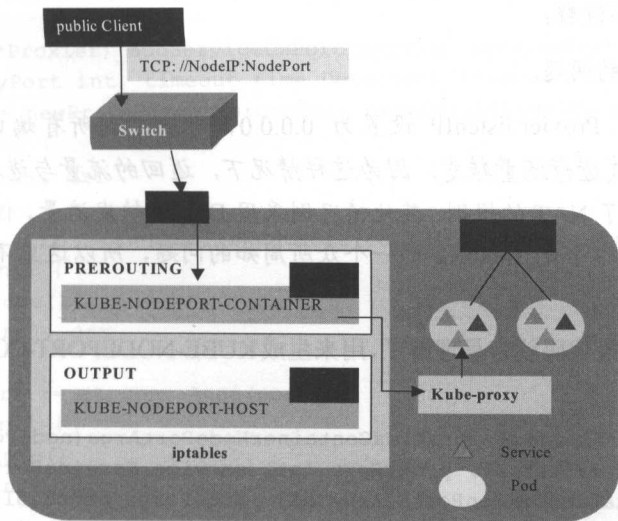 public Client
TCP: //NodeIP:NodePort
Switch
PREROUTING
KUBE-NODEPORT-CONTAINER
OUTPUT
KUBE-NODEPORT-HOST
iptables
Kube-proxy
Service
Pod